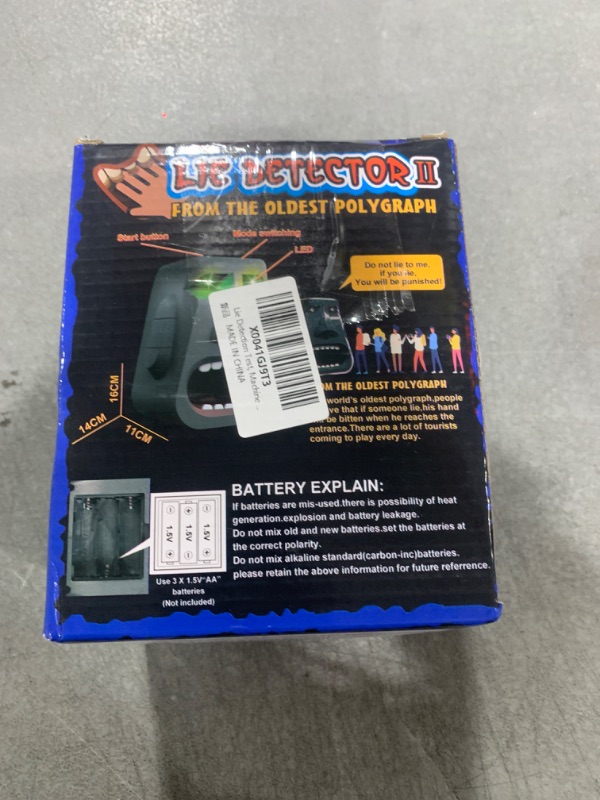 LIE DETECTOR II
FROM THE OLDEST POLYGRAPH
Start button
Mode switching
LED
Do not lie to me,
if you lie,
You will be punished!
16CM
14CM
11CM
X0041GJ9T3
Lie Detection Test, Machine
MADE IN CHINA
OM THE OLDEST POLYGRAPH
world's oldest polygraph,people
ve that if someone lie,his hand
be bitten when he reaches the
entrance.There are a lot of tourists
coming to play every day.
BATTERY EXPLAIN:
If batteries are mis-used.there is possibility of heat
generation.explosion and battery leakage.
Do not mix old and new batteries.set the batteries at
the correct polarity.
Do not mix alkaline standard(carbon-inc)batteries.
please retain the above information for future referrence.
1.5V
1.5V
1.5V
Use 3 X 1.5V"AA"
batteries
(Not included)